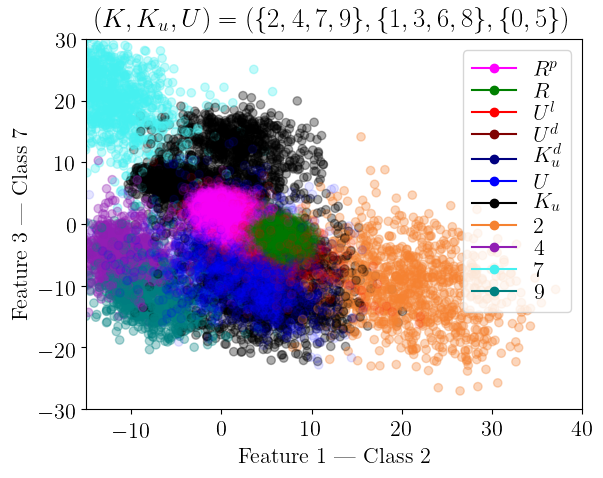 (K, K_u, U) = ({2, 4, 7, 9}, {1, 3, 6, 8}, {0, 5})
30
20
10
0
−10
−20
−30
Feature 3 — Class 7
R^p
R
U^l
U^d
K_u^d
U
K_u
2
4
7
9
−10
0
10
20
30
40
Feature 1 — Class 2